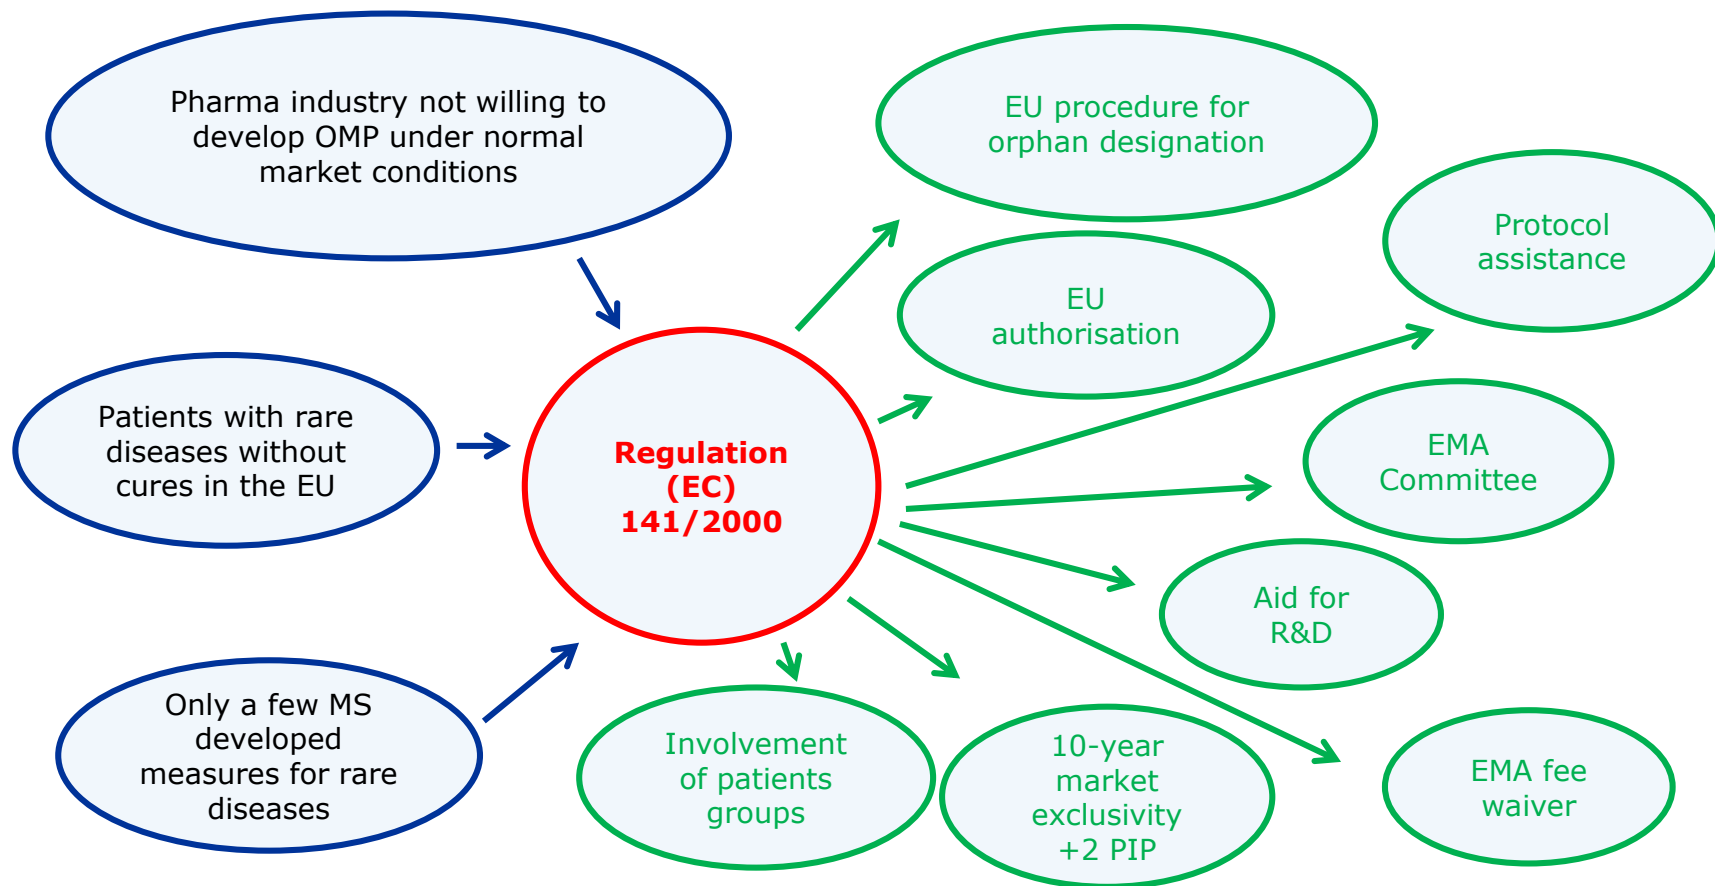 Pharma industry not willing to
develop OMP under normal
market conditions
Patients with rare
diseases without
cures in the EU
Only a few MS
developed
measures for rare
diseases
Regulation
(EC)
141/2000
EU procedure for
orphan designation
EU
authorisation
Protocol
assistance
EMA
Committee
Aid for
R&D
EMA fee
waiver
10-year
market
exclusivity
+2 PIP
Involvement
of patients
groups